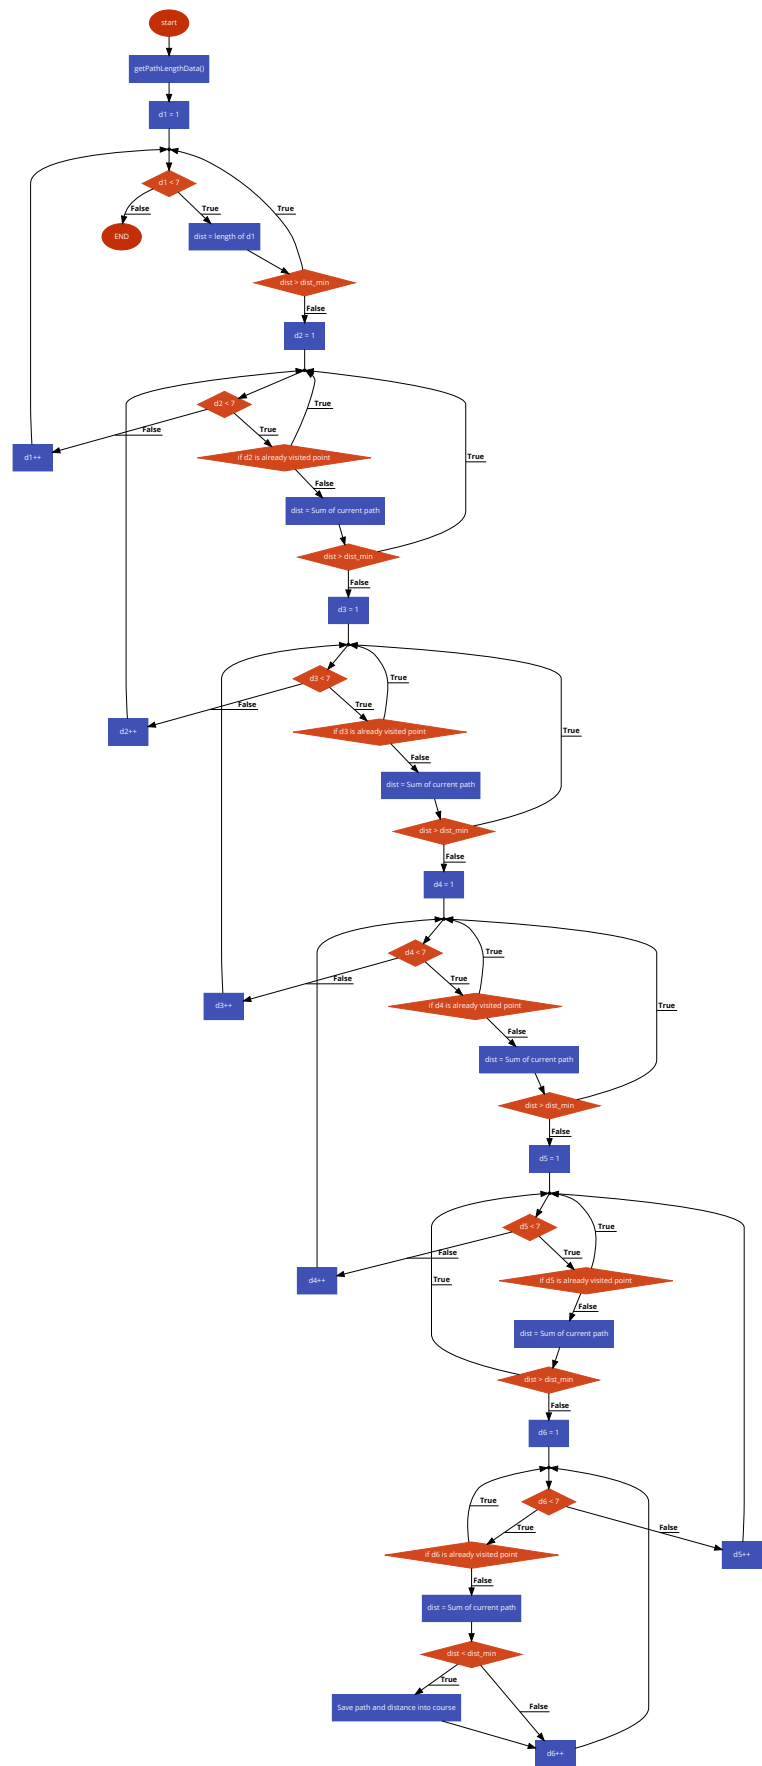 start
getPathLengthData()
d1 = 1
d1 < 7
False
True
True
END
dist = length of d1
dist > dist_min
False
d2 = 1
d2 < 7
True
False
True
True
d1++
if d2 is already visited point
False
dist = Sum of current path
dist > dist_min
False
d3 = 1
d3 < 7
True
False
True
True
d2++
if d3 is already visited point
False
dist = Sum of current path
dist > dist_min
False
d4 = 1
d4 < 7
True
False
True
True
d3++
if d4 is already visited point
False
dist = Sum of current path
dist > dist_min
False
d5 = 1
d5 < 7
True
False
True
True
d4++
if d5 is already visited point
False
dist = Sum of current path
dist > dist_min
False
d6 = 1
d6 < 7
True
True
False
if d6 is already visited point
d5++
False
dist = Sum of current path
dist < dist_min
True
False
Save path and distance into course
d6++